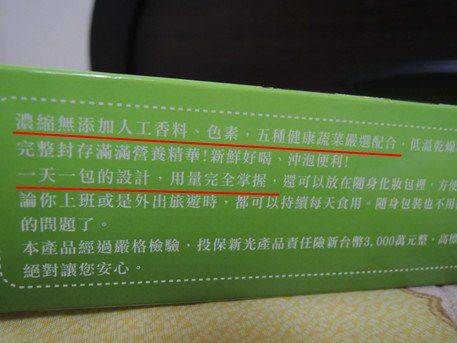 濃縮無添加人工香料、色素，五種健康蔬菜嚴選配合，低溫乾燥
完整封存滿滿營養精華!新鮮好喝、沖泡便利!
一天一包的設計，用量完全掌握，還可以放在隨身化妝包裡，方便
論你上班或是外出旅遊時，都可以持續每天食用。隨身包裝也不用
的問題了。
本產品經過嚴格檢驗，投保新光產品責任險新台幣3,000萬元整，高標
絕對讓您安心。